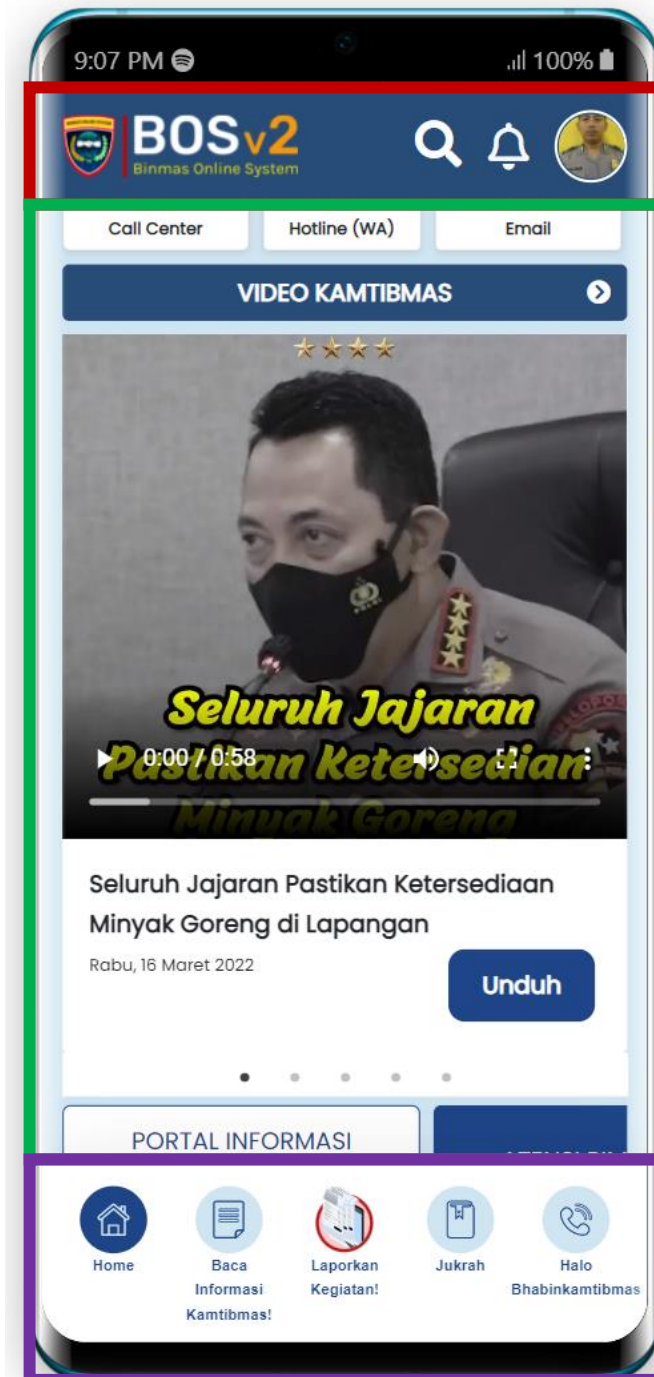 9:07 PM
100%
BOSv2
Binmas Online System
Call Center
Hotline (WA)
Email
VIDEO KAMTIBMAS
Seluruh Jajaran
Pastikan Ketersedian
Minyak Goreng
0:00 / 0:58
Seluruh Jajaran Pastikan Ketersediaan
Minyak Goreng di Lapangan
Rabu, 16 Maret 2022
Unduh
PORTAL INFORMASI
Home
Baca
Informasi
Kamtibmas!
Laporkan
Kegiatan!
Jukrah
Halo
Bhabinkamtibmas